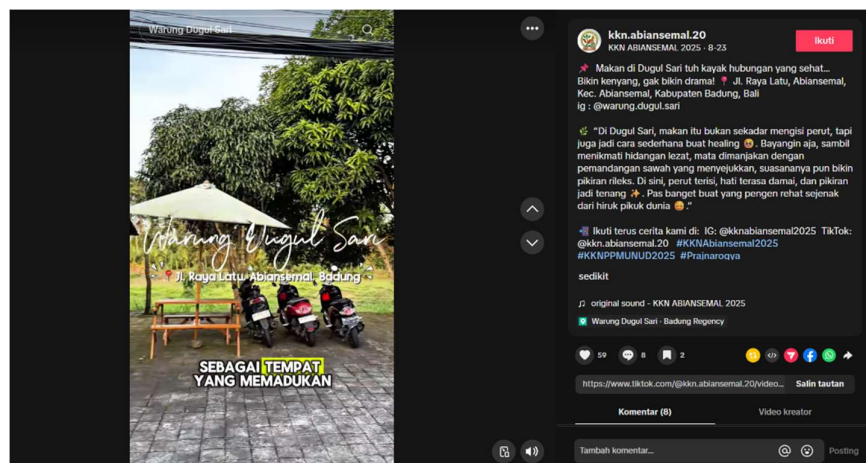 Warung Dugul Sari
Warung Dugul Sari
Jl. Raya Latu, Abiansemal, Badung
SEBAGAI TEMPAT
YANG MEMADUKAN
kkn.abiansemal.20
KKN ABIANSEMAL 2025 · 8-23
Ikuti
📌 Makan di Dugul Sari tuh kayak hubungan yang sehat...
Bikin kenyang, gak bikin drama! 📍 Jl. Raya Latu, Abiansemal,
Kec. Abiansemal, Kabupaten Badung, Bali
ig : @warung.dugul.sari
🌿 “Di Dugul Sari, makan itu bukan sekadar mengisi perut, tapi
juga jadi cara sederhana buat healing 😌. Bayangin aja, sambil
menikmati hidangan lezat, mata dimanjakan dengan
pemandangan sawah yang menyejukkan, suasananya pun bikin
pikiran rileks. Di sini, perut terisi, hati terasa damai, dan pikiran
jadi tenang ✨. Pas banget buat yang pengen rehat sejenak
dari hiruk pikuk dunia 😊.”
📲 Ikuti terus cerita kami di: IG: @kknabiansemal2025 TikTok:
@kkn.abiansemal.20 #KKNAbiansemal2025
#KKNPPMUNUD2025 #Prajnaroqya
sedikit
♫ original sound - KKN ABIANSEMAL 2025
Warung Dugul Sari · Badung Regency
59
8
2
https://www.tiktok.com/@kkn.abiansemal.20/video...
Salin tautan
Komentar (8)
Video kreator
Tambah komentar...
Posting